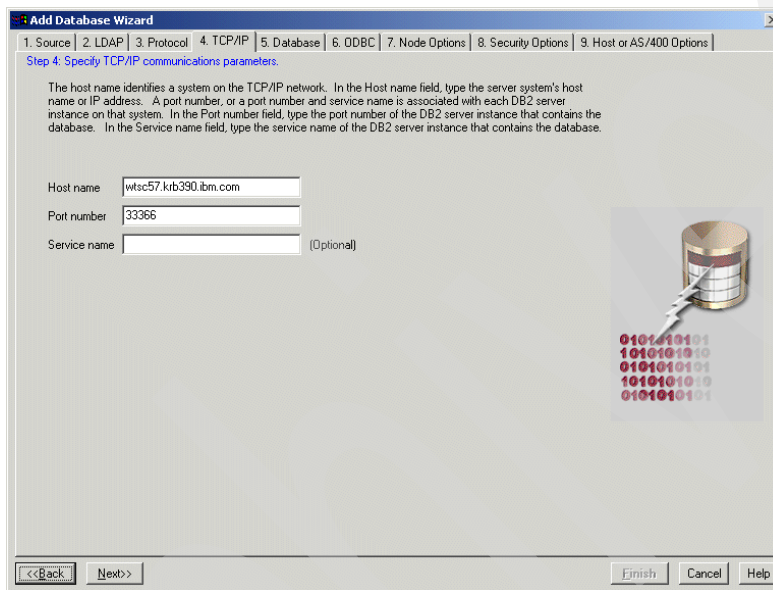 Add Database Wizard
1. Source 2. LDAP 3. Protocol 4. TCP/IP 5. Database 6. ODBC 7. Node Options 8. Security Options 9. Host or AS/400 Options
Step 4: Specify TCP/IP communications parameters.
The host name identifies a system on the TCP/IP network. In the Host name field, type the server system's host
name or IP address. A port number, or a port number and service name is associated with each DB2 server
instance on that system. In the Port number field, type the port number of the DB2 server instance that contains the
database. In the Service name field, type the service name of the DB2 server instance that contains the database.
Host name wtsc57.krb390.ibm.com
Port number 33366
Service name (Optional)
0101010101
1010101010
0101010101
1010101010
0101010101
<<Back Next>> Finish Cancel Help